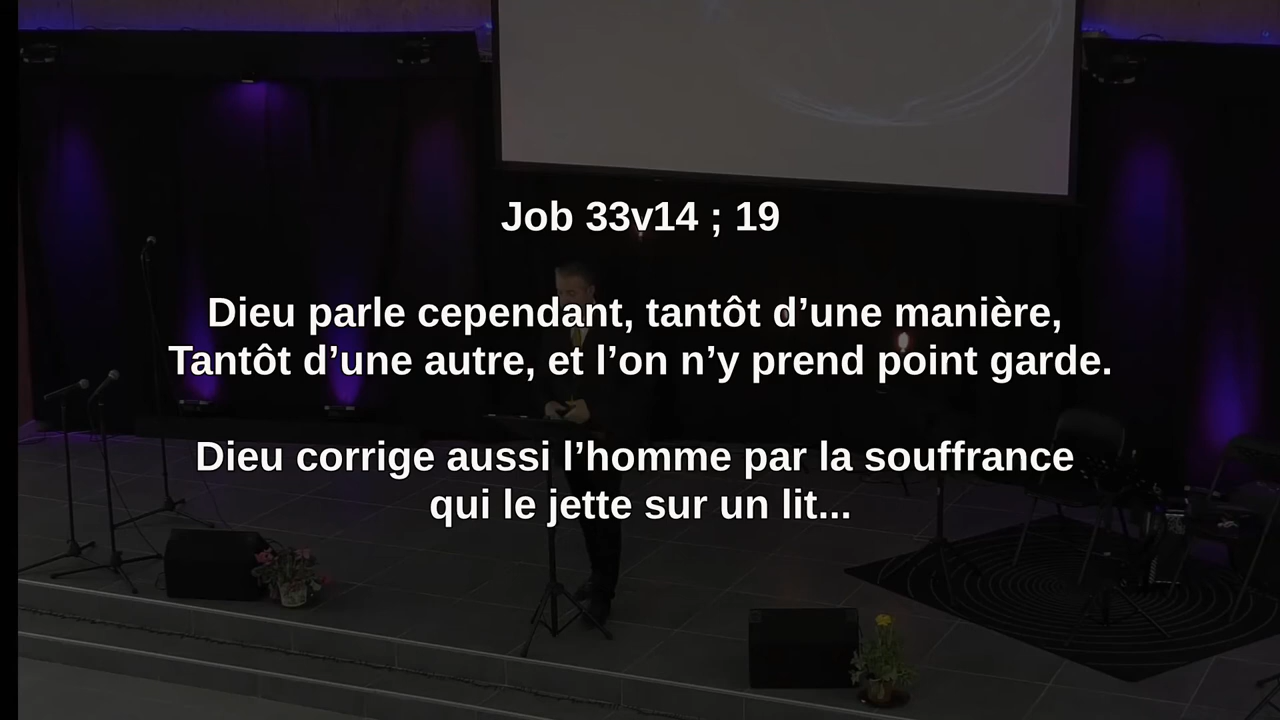 Job 33v14 ; 19
Dieu parle cependant, tantôt d’une manière,
Tantôt d’une autre, et l’on n’y prend point garde.
Dieu corrige aussi l’homme par la souffrance
qui le jette sur un lit...